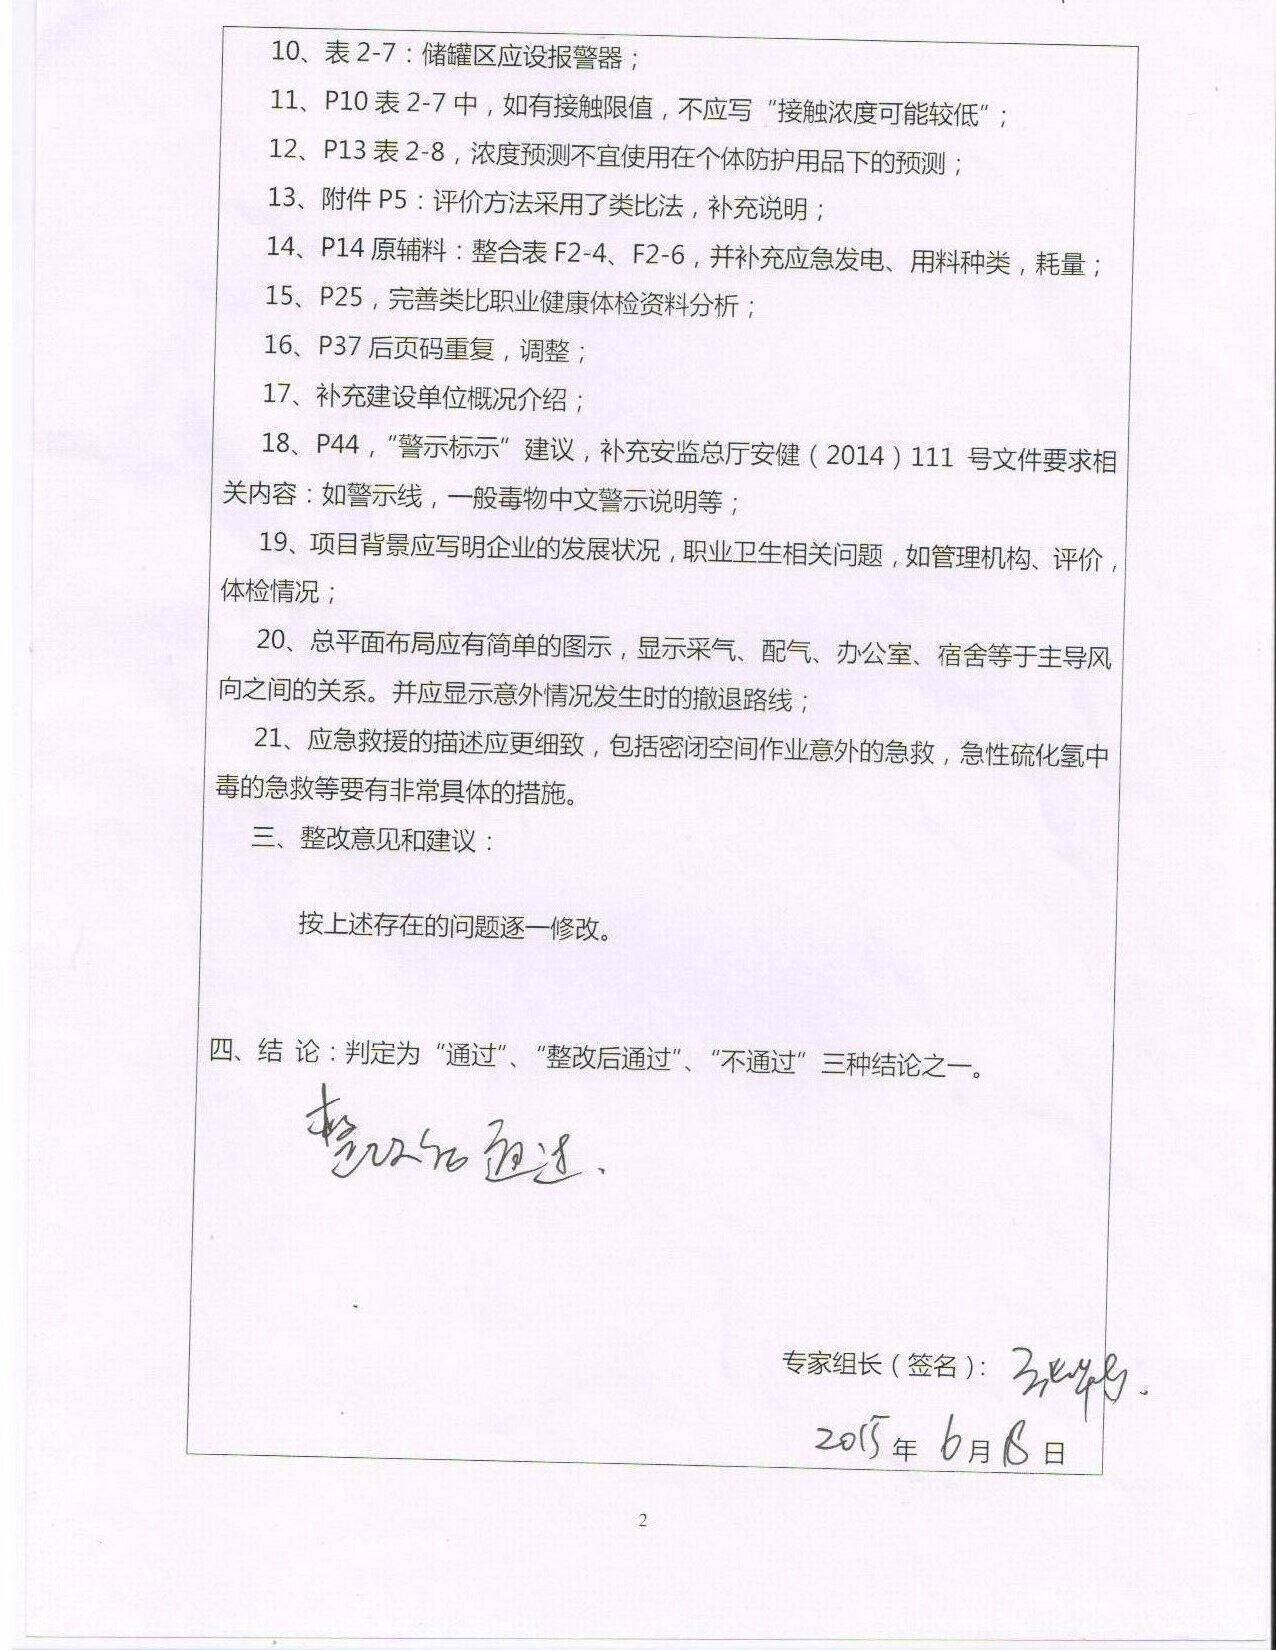 10、表 2-7：储罐区应设报警器；
11、P10 表 2-7 中，如有接触限值，不应写“接触浓度可能较低”；
12、P13 表 2-8，浓度预测不宜使用在个体防护用品下的预测；
13、附件 P5：评价方法采用了类比法，补充说明；
14、P14 原辅料：整合表 F2-4、F2-6，并补充应急发电、用料种类，耗量；
15、P25，完善类比职业健康体检资料分析；
16、P37 后页码重复，调整；
17、补充建设单位概况介绍；
18、P44，“警示标示”建议，补充安监总厅安健（2014）111 号文件要求相
关内容：如警示线，一般毒物中文警示说明等；
19、项目背景应写明企业的发展状况，职业卫生相关问题，如管理机构、评价，
体检情况；
20、总平面布局应有简单的图示，显示采气、配气、办公室、宿舍等于主导风
向之间的关系。并应显示意外情况发生时的撤退路线；
21、应急救援的描述应更细致，包括密闭空间作业意外的急救，急性硫化氢中
毒的急救等要有非常具体的措施。
三、整改意见和建议：
按上述存在的问题逐一修改。
四、结 论：判定为“通过”、“整改后通过”、“不通过”三种结论之一。
整改后通过.
专家组长（签名）：
2015年 6月 日
2